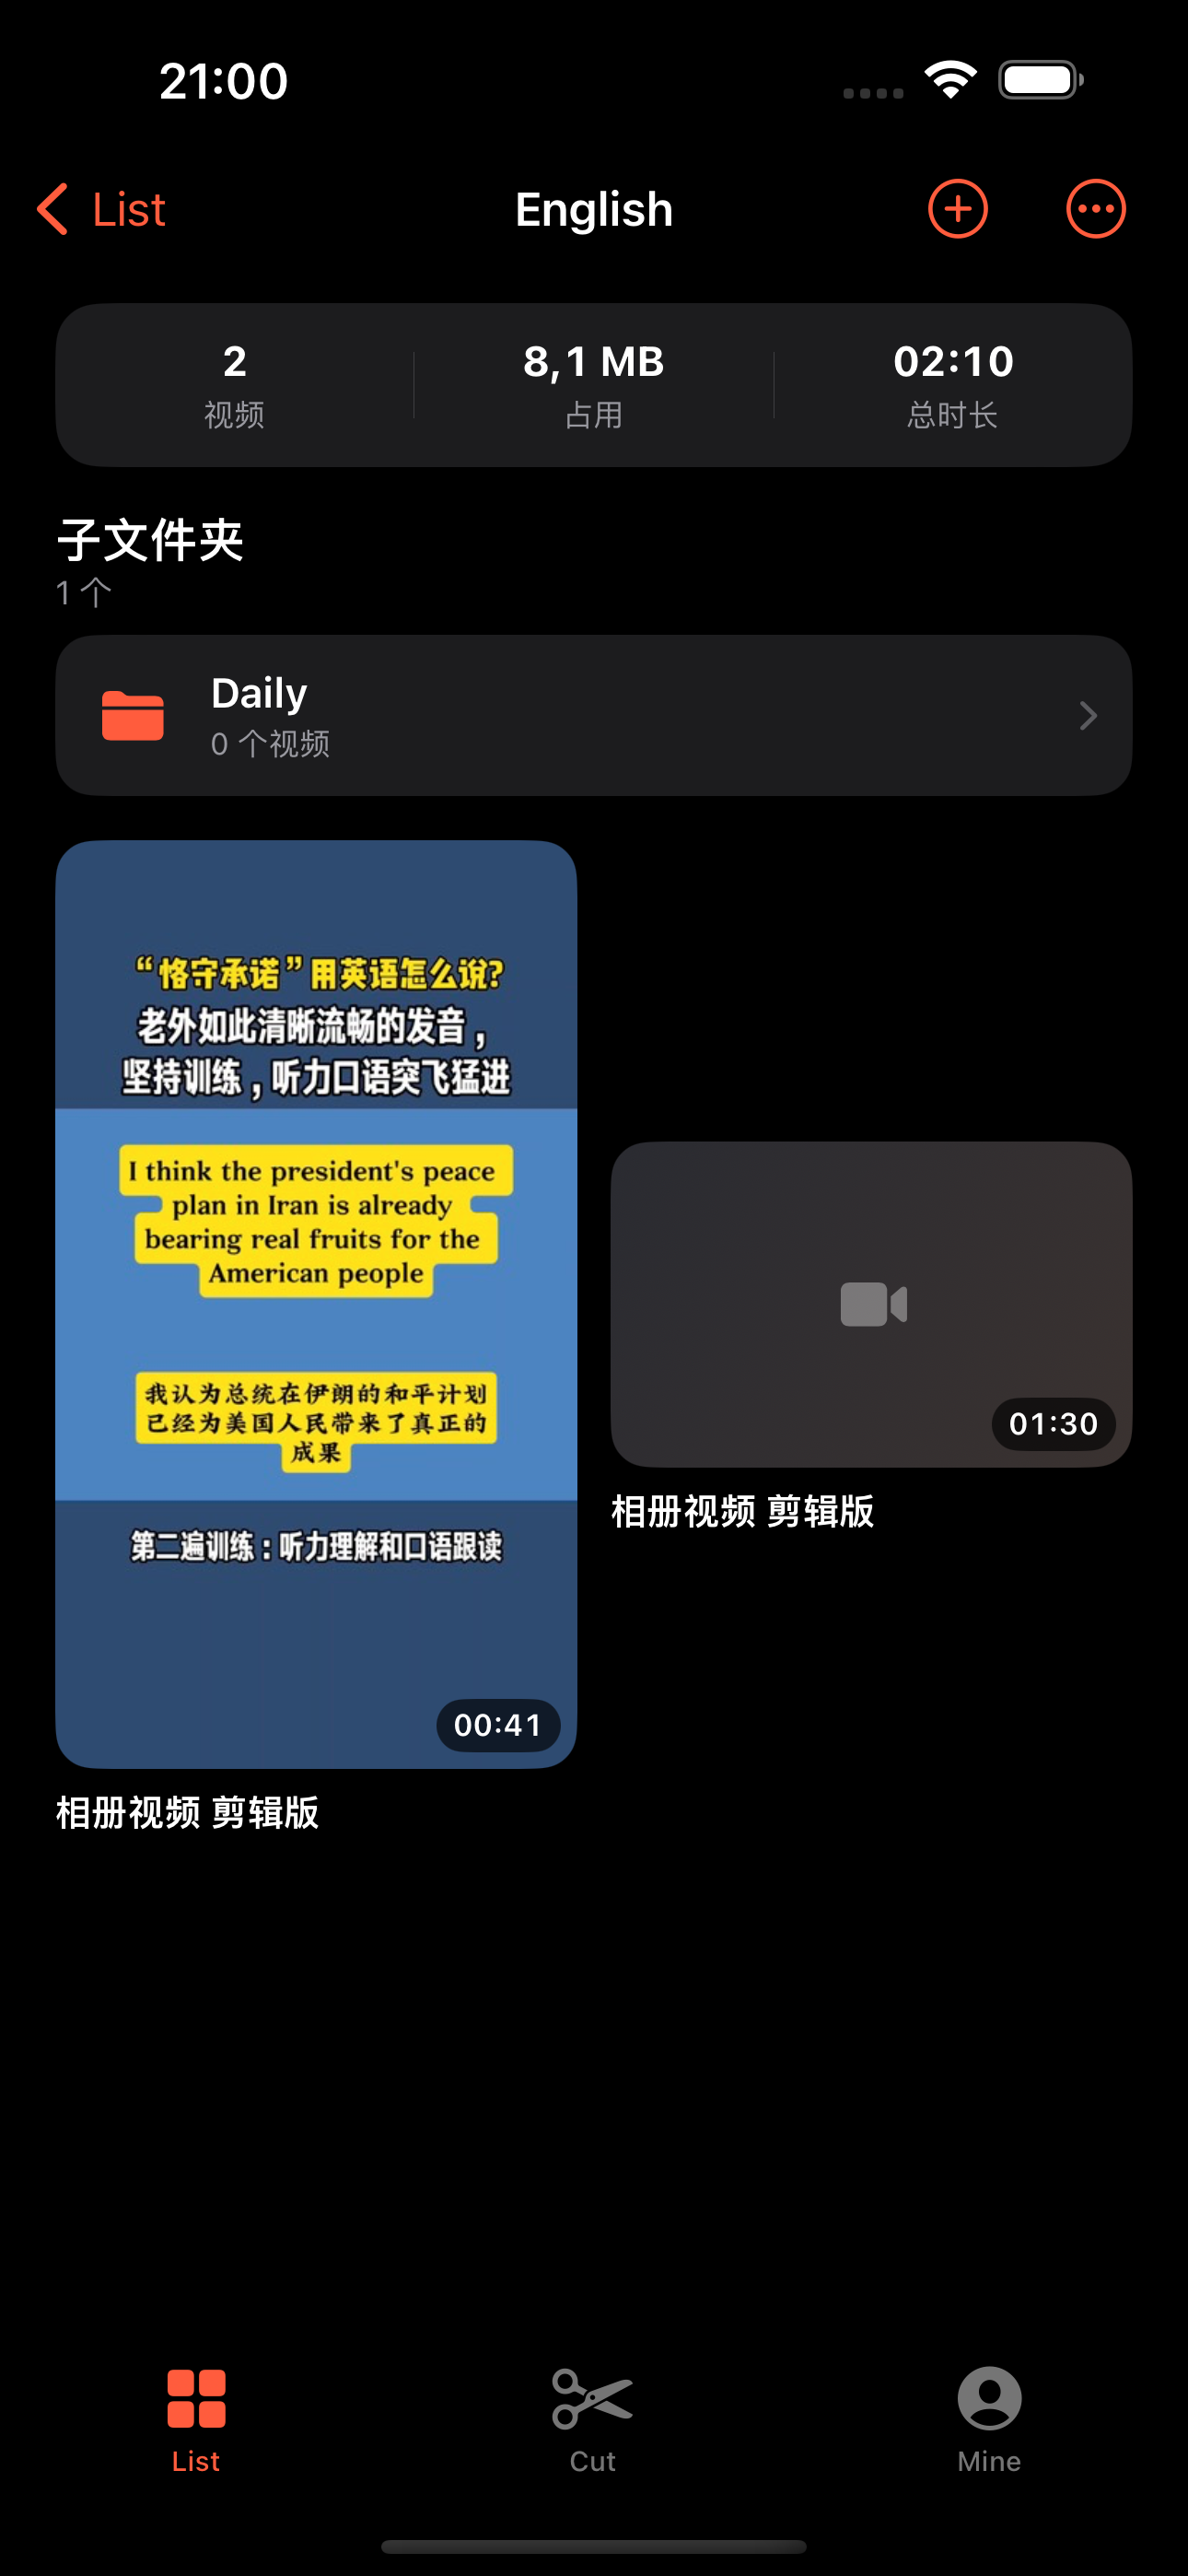 21:00
List
English
2
8,1 MB
02:10
视频
占用
总时长
子文件夹
1 个
Daily
0 个视频
“恪守承诺”用英语怎么说?
老外如此清晰流畅的发音，
坚持训练，听力口语突飞猛进
I think the president's peace
plan in Iran is already
bearing real fruits for the
American people
我认为总统在伊朗的和平计划
已经为美国人民带来了真正的
成果
第二遍训练：听力理解和口语跟读
00:41
相册视频 剪辑版
01:30
相册视频 剪辑版
List
Cut
Mine